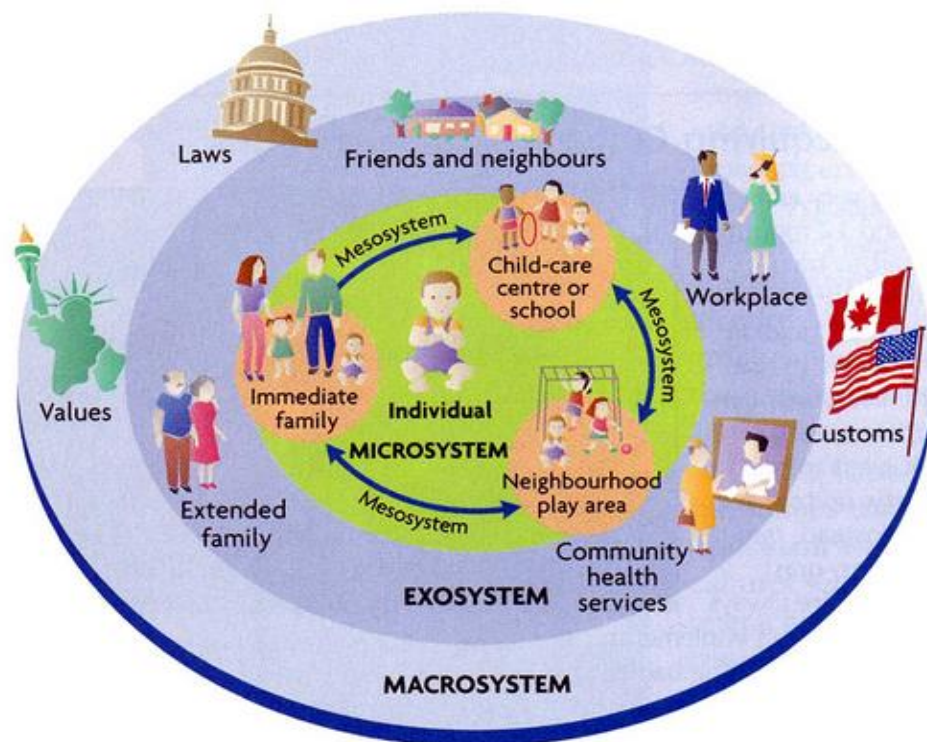 Laws
Friends and neighbours
Mesosystem
Child-care
centre or
school
Workplace
Mesosystem
Values
Immediate
family
Individual
MICROSYSTEM
Customs
Neighbourhood
play area
Mesosystem
Extended
family
Community
health
services
EXOSYSTEM
MACROSYSTEM